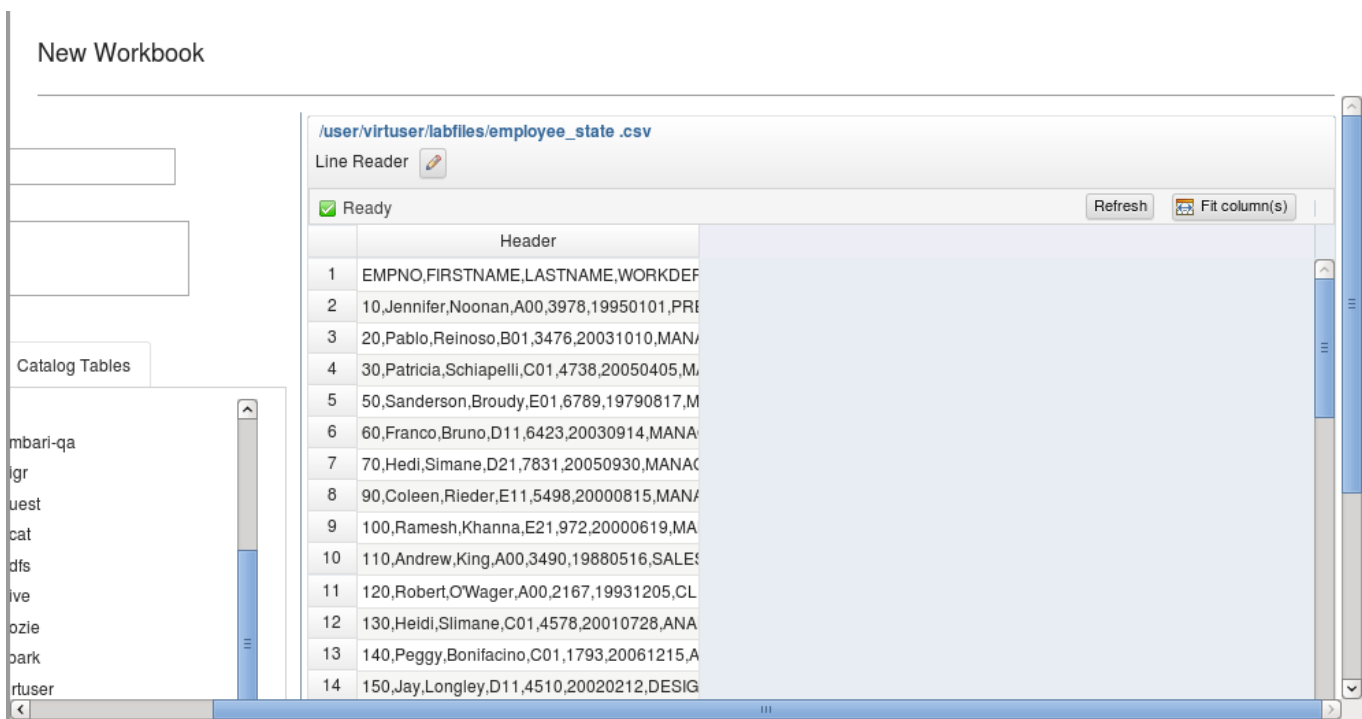 New Workbook
/user/virtuser/labfiles/employee_state .csv
Line Reader
Ready
Refresh
Fit column(s)
Header
1 EMPNO,FIRSTNAME,LASTNAME,WORKDEP
2 10,Jennifer,Noonan,A00,3978,19950101,PRE
3 20,Pablo,Reinoso,B01,3476,20031010,MANA
4 30,Patricia,Schiapelli,C01,4738,20050405,MA
5 50,Sanderson,Broudy,E01,6789,19790817,M
6 60,Franco,Bruno,D11,6423,20030914,MANA
7 70,Hedi,Simane,D21,7831,20050930,MANAG
8 90,Coleen,Rieder,E11,5498,20000815,MANA
9 100,Ramesh,Khanna,E21,972,20000619,MA
10 110,Andrew,King,A00,3490,19880516,SALES
11 120,Robert,O'Wager,A00,2167,19931205,CL
12 130,Heidi,Slimane,C01,4578,20010728,ANA
13 140,Peggy,Bonifacino,C01,1793,20061215,A
14 150,Jay,Longley,D11,4510,20020212,DESIG
Catalog Tables
mbari-qa
igr
uest
cat
dfs
ive
ozie
park
rtuser